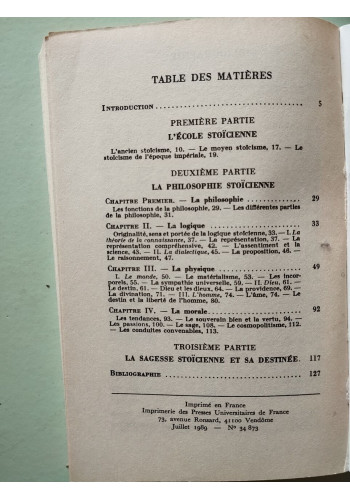 TABLE DES MATIÈRES
INTRODUCTION 5
PREMIÈRE PARTIE
L'ÉCOLE STOÏCIENNE
L'ancien stoïcisme, 10. — Le moyen stoïcisme, 17. — Le
stoïcisme de l'époque impériale, 19.
DEUXIÈME PARTIE
LA PHILOSOPHIE STOÏCIENNE
CHAPITRE PREMIER. — La philosophie 29
Les fonctions de la philosophie, 29. — Les différentes parties
de la philosophie, 31.
CHAPITRE II. — La logique 33
Originalité, sens et portée de la logique stoïcienne, 33. — I. La
théorie de la connaissance, 37. — La représentation, 37. — La
représentation compréhensive, 42. — L'assentiment et la
science, 43. — II. La dialectique, 45. — La proposition, 46. —
Le raisonnement, 47.
CHAPITRE III. — La physique 49
I. Le monde, 50. — Le matérialisme, 53. — Les incor-
porels, 55. — La sympathie universelle, 59. — II. Dieu, 61. —
Le destin, 61. — Dieu et les dieux, 64. — La providence, 69. —
La divination, 71. — III. L'homme, 74. — L'âme, 74. — Le
destin et la liberté de l'homme, 80.
CHAPITRE IV. — La morale 92
Les tendances, 93. — Le souverain bien et la vertu, 94. —
Les passions, 100. — Le sage, 108. — Le cosmopolitisme, 112.
— Les conduites convenables, 113.
TROISIÈME PARTIE
LA SAGESSE STOÏCIENNE ET SA DESTINÉE. 117
BIBLIOGRAPHIE 127
Imprimé en France
Imprimerie des Presses Universitaires de France
73, avenue Ronsard, 41100 Vendôme
Juillet 1989 — N° 34 873